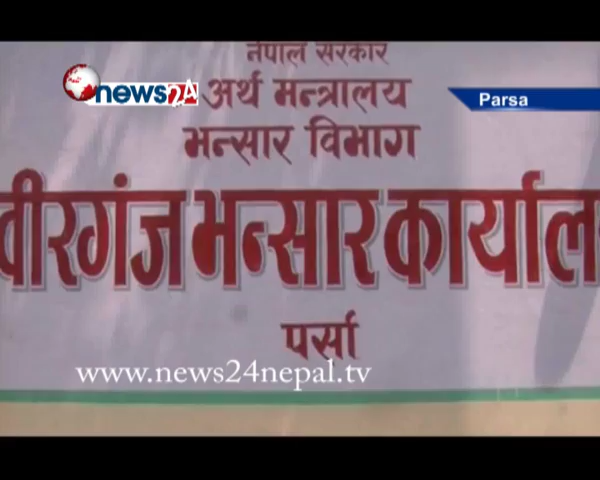 नेपाल सरकार
news24
अर्थ मन्त्रालय
Parsa
भन्सार विभाग
वीरगंज भन्सार कार्याल
पर्सा
www.news24nepal.tv